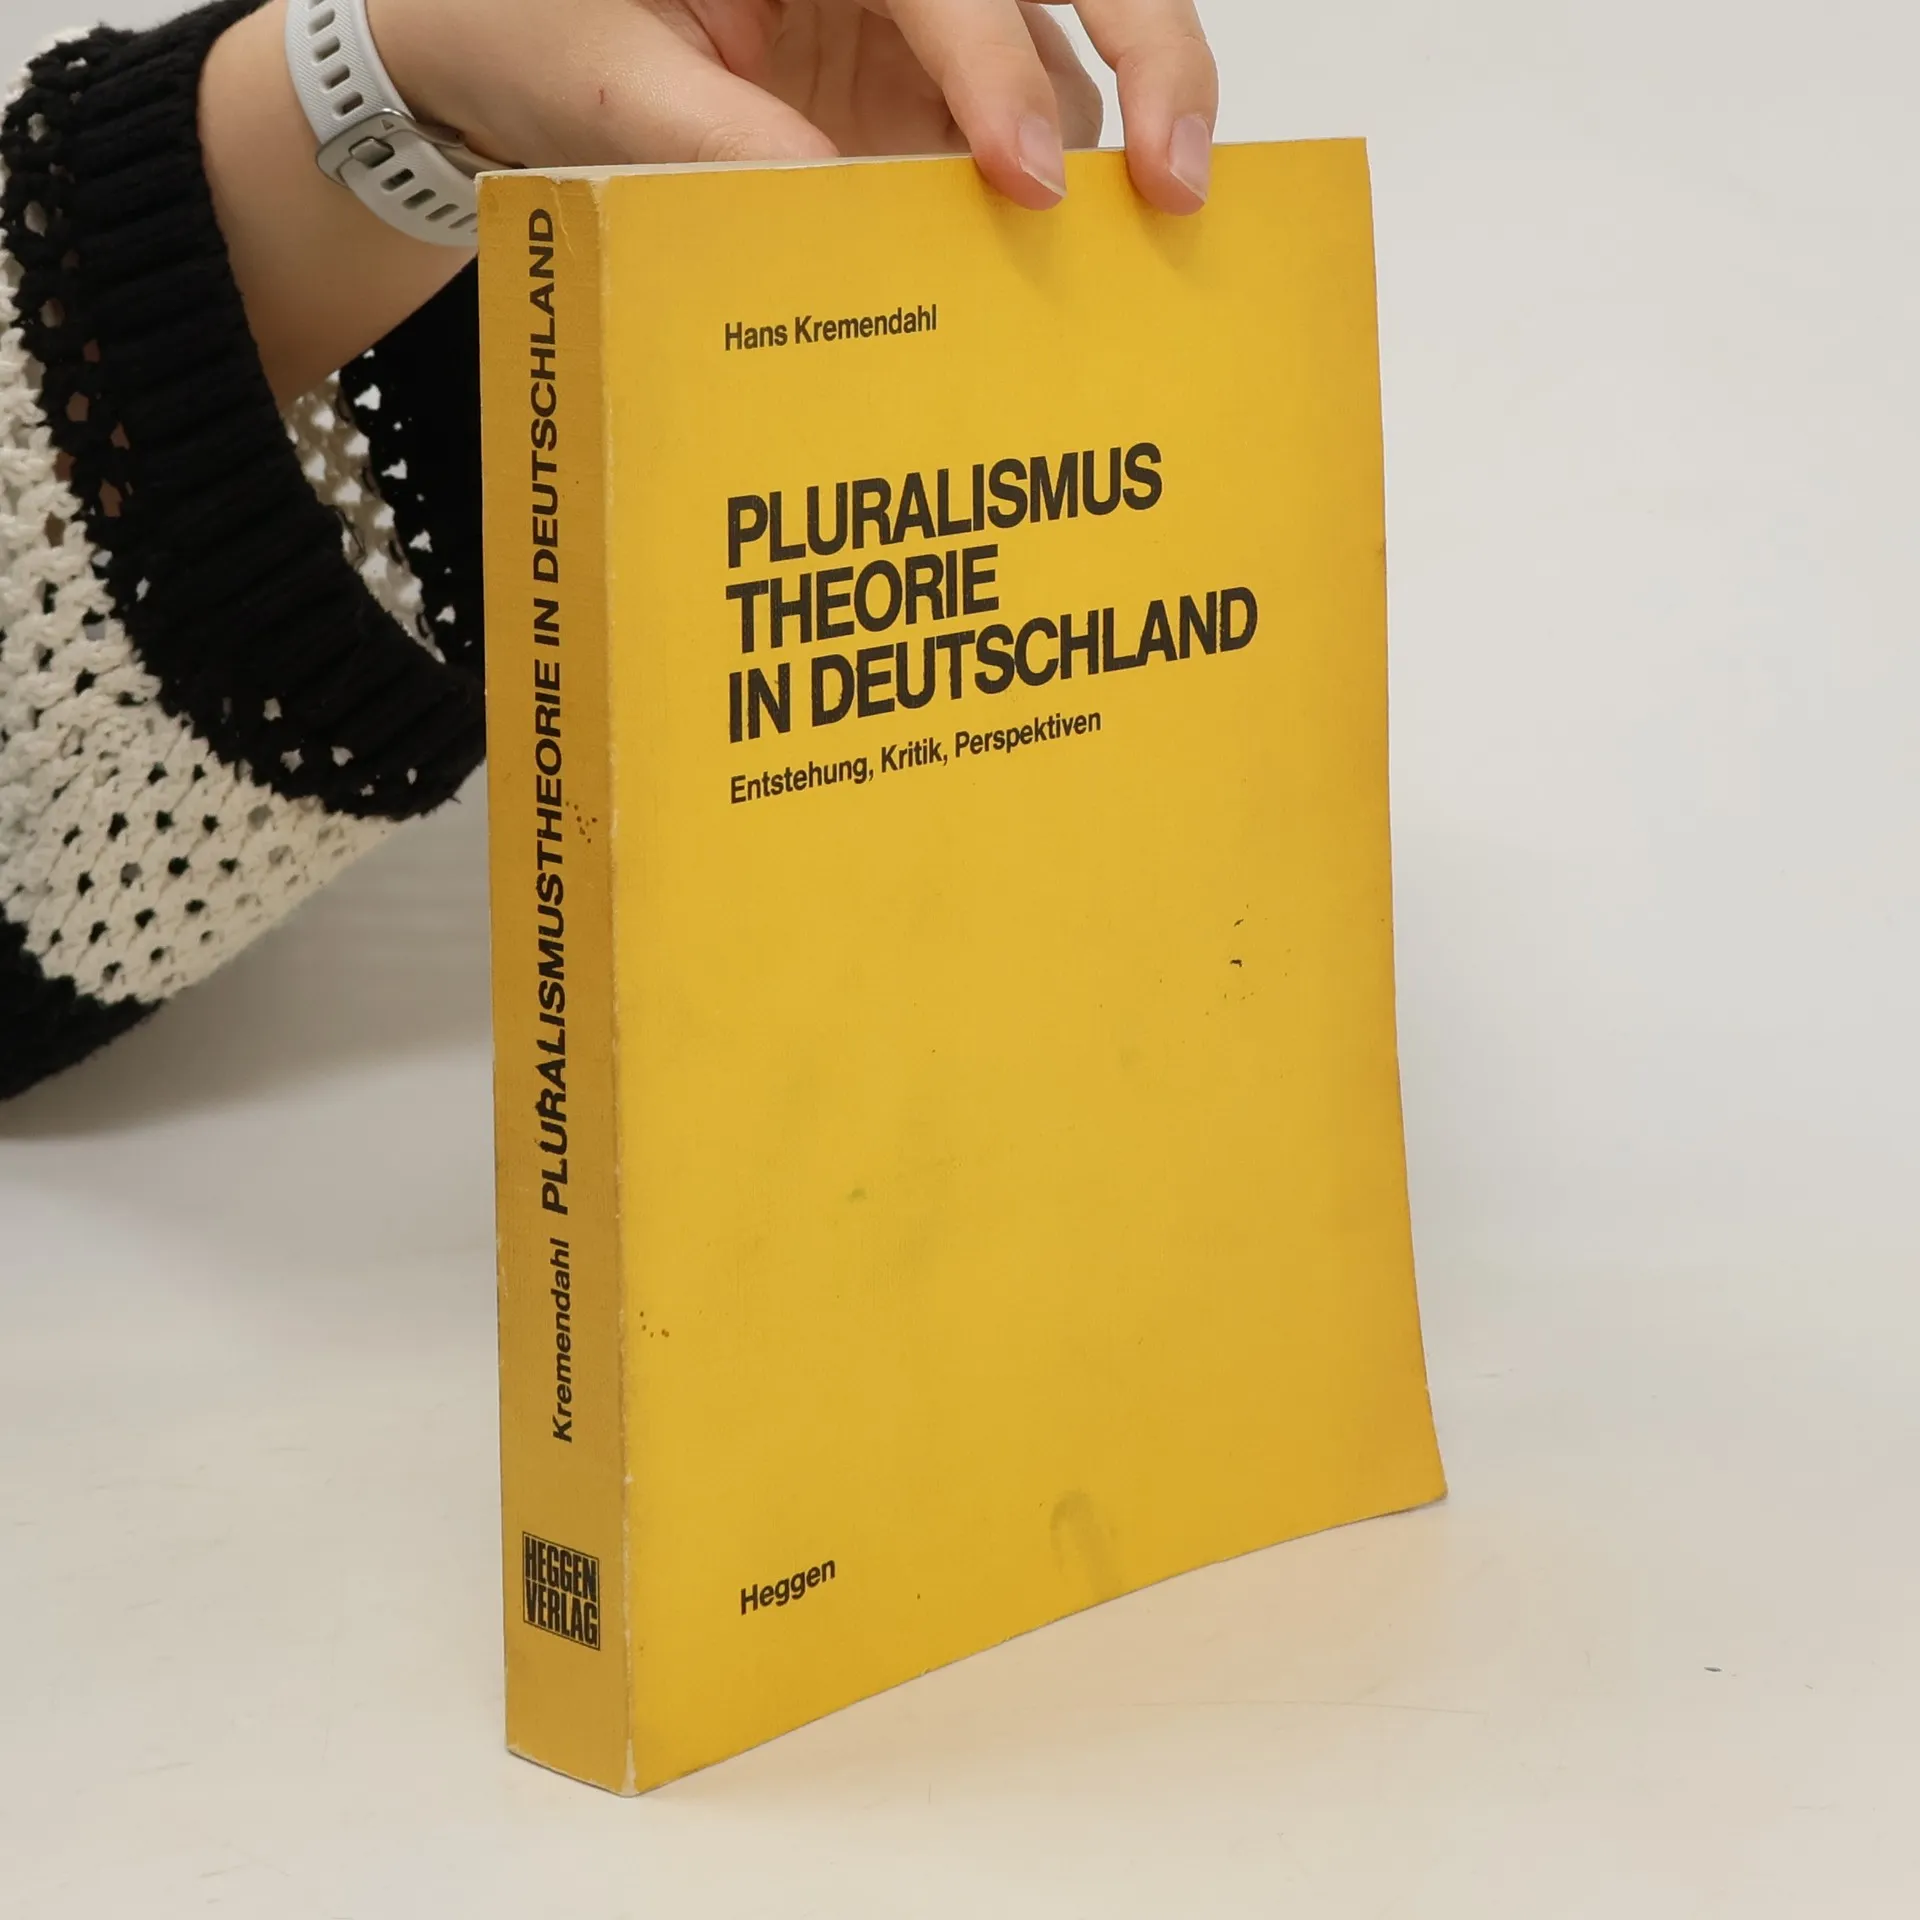 Hans Kremendahl
PLURALISMUS
THEORIE
IN DEUTSCHLAND
Entstehung, Kritik, Perspektiven
Heggen
Kremendahl PLURALISMUSTHEORIE IN DEUTSCHLAND
HEGGEN
VERLAG